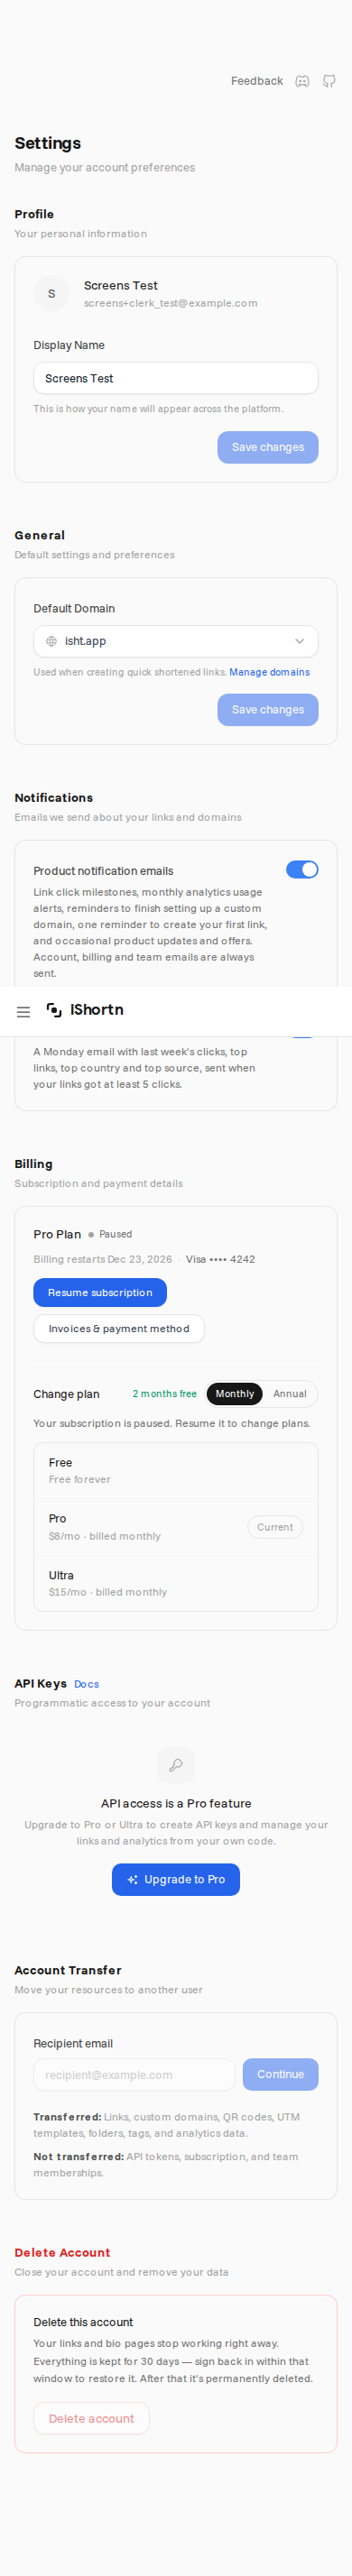 Feedback
Settings
Manage your account preferences
Profile
Your personal information
S
Screens Test
screens+clerk_test@example.com
Display Name
Screens Test
This is how your name will appear across the platform.
Save changes
General
Default settings and preferences
Default Domain
isht.app
Used when creating quick shortened links. Manage domains
Save changes
Notifications
Emails we send about your links and domains
Product notification emails
Link click milestones, monthly analytics usage
alerts, reminders to finish setting up a custom
domain, one reminder to create your first link,
and occasional product updates and offers.
Account, billing and team emails are always
sent.
iShortn
A Monday email with last week's clicks, top
links, top country and top source, sent when
your links got at least 5 clicks.
Billing
Subscription and payment details
Pro Plan Paused
Billing restarts Dec 23, 2026 · Visa •••• 4242
Resume subscription
Invoices & payment method
Change plan 2 months free Monthly Annual
Your subscription is paused. Resume it to change plans.
Free
Free forever
Pro
$8/mo · billed monthly
Current
Ultra
$15/mo · billed monthly
API Keys Docs
Programmatic access to your account
API access is a Pro feature
Upgrade to Pro or Ultra to create API keys and manage your
links and analytics from your own code.
Upgrade to Pro
Account Transfer
Move your resources to another user
Recipient email
recipient@example.com
Continue
Transferred: Links, custom domains, QR codes, UTM
templates, folders, tags, and analytics data.
Not transferred: API tokens, subscription, and team
memberships.
Delete Account
Close your account and remove your data
Delete this account
Your links and bio pages stop working right away.
Everything is kept for 30 days — sign back in within that
window to restore it. After that it's permanently deleted.
Delete account